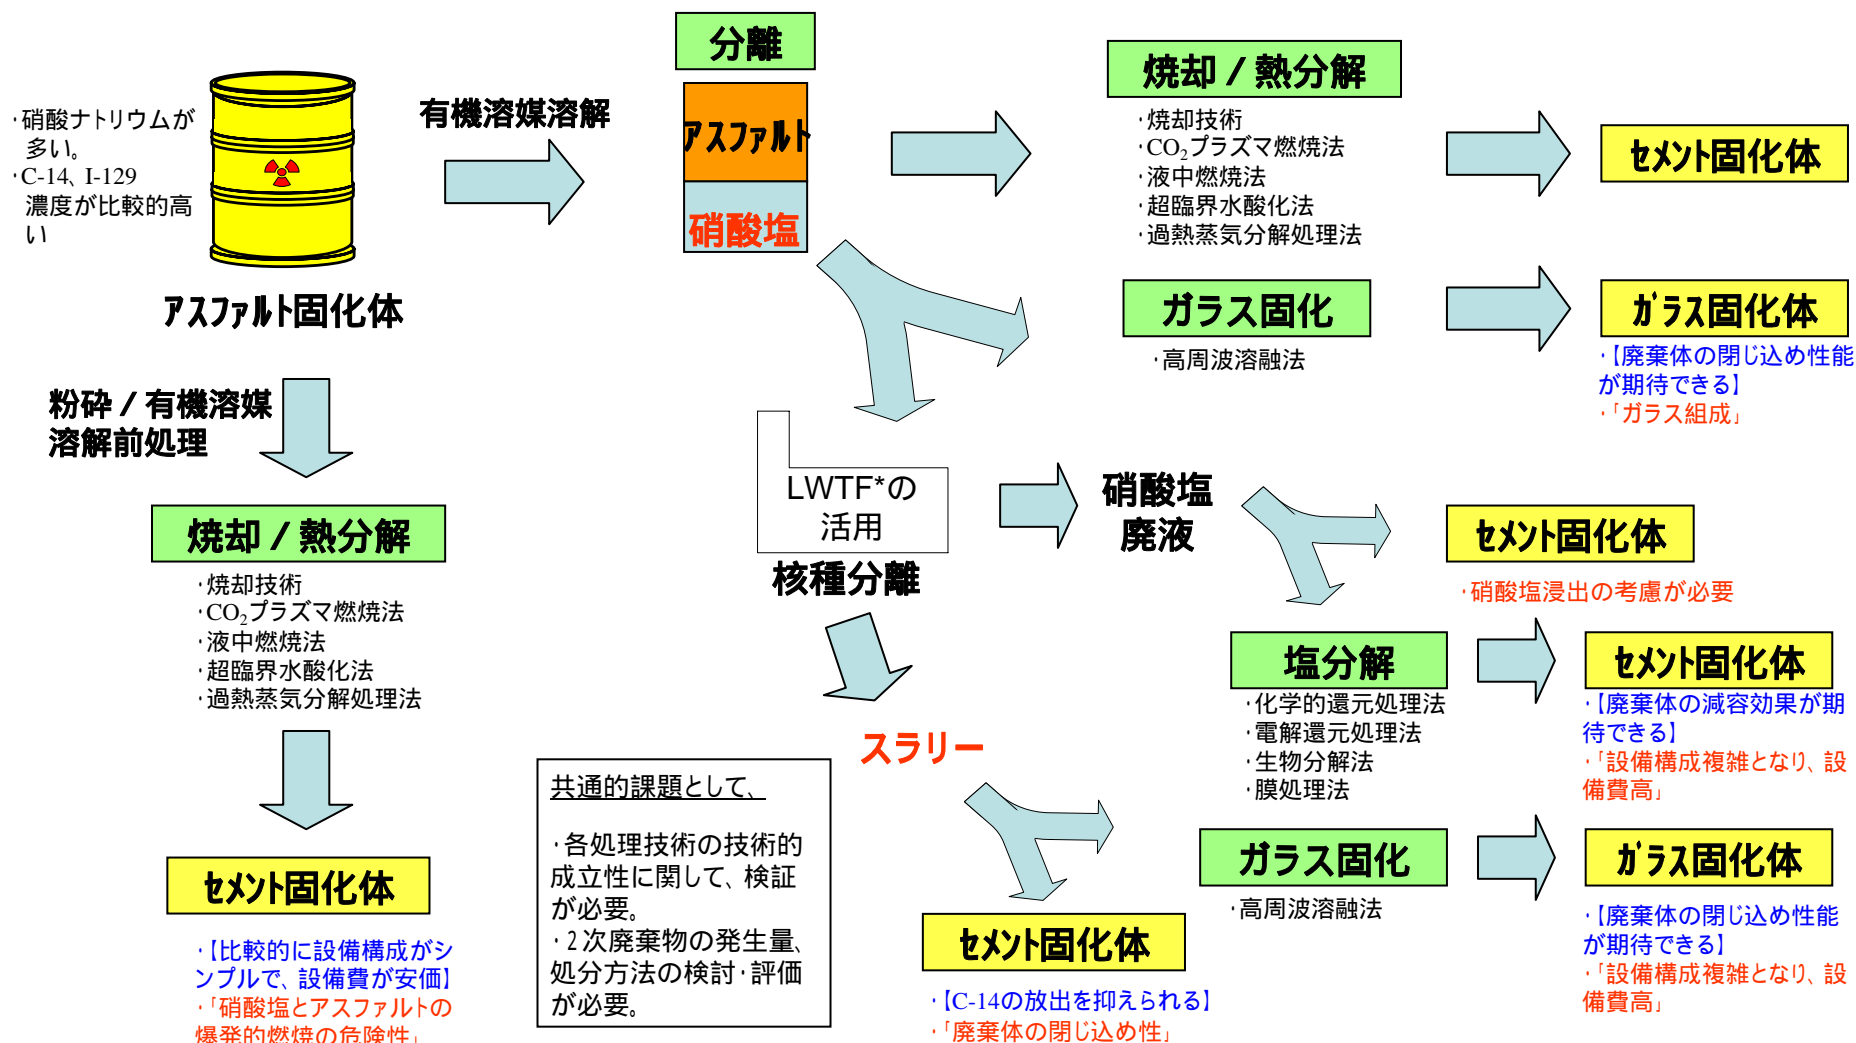 ・硝酸ナトリウムが
多い。
・C-14、I-129
濃度が比較的高
い
アスファルト固化体
有機溶媒溶解
分離
アスファルト
硝酸塩
焼却 / 熱分解
・焼却技術
・CO₂プラズマ燃焼法
・液中燃焼法
・超臨界水酸化法
・過熱蒸気分解処理法
セメント固化体
ガラス固化
・高周波溶融法
ガラス固化体
・【廃棄体の閉じ込め性能
が期待できる】
・「ガラス組成」
粉砕 / 有機溶媒
溶解前処理
焼却 / 熱分解
・焼却技術
・CO₂プラズマ燃焼法
・液中燃焼法
・超臨界水酸化法
・過熱蒸気分解処理法
セメント固化体
・【比較的に設備構成がシ
ンプルで、設備費が安価】
・「硝酸塩とアスファルトの
爆発的燃焼の危険性」
LWTF*の
活用
核種分離
硝酸塩
廃液
セメント固化体
・硝酸塩浸出の考慮が必要
塩分解
・化学的還元処理法
・電解還元処理法
・生物分解法
・膜処理法
セメント固化体
・【廃棄体の減容効果が期
待できる】
・「設備構成複雑となり、設
備費高」
スラリー
ガラス固化
・高周波溶融法
ガラス固化体
・【廃棄体の閉じ込め性能
が期待できる】
・「設備構成複雑となり、設
備費高」
セメント固化体
・【C-14の放出を抑えられる】
・「廃棄体の閉じ込め性」
共通的課題として、
・各処理技術の技術的
成立性に関して、検証
が必要。
・2次廃棄物の発生量、
処分方法の検討・評価
が必要。